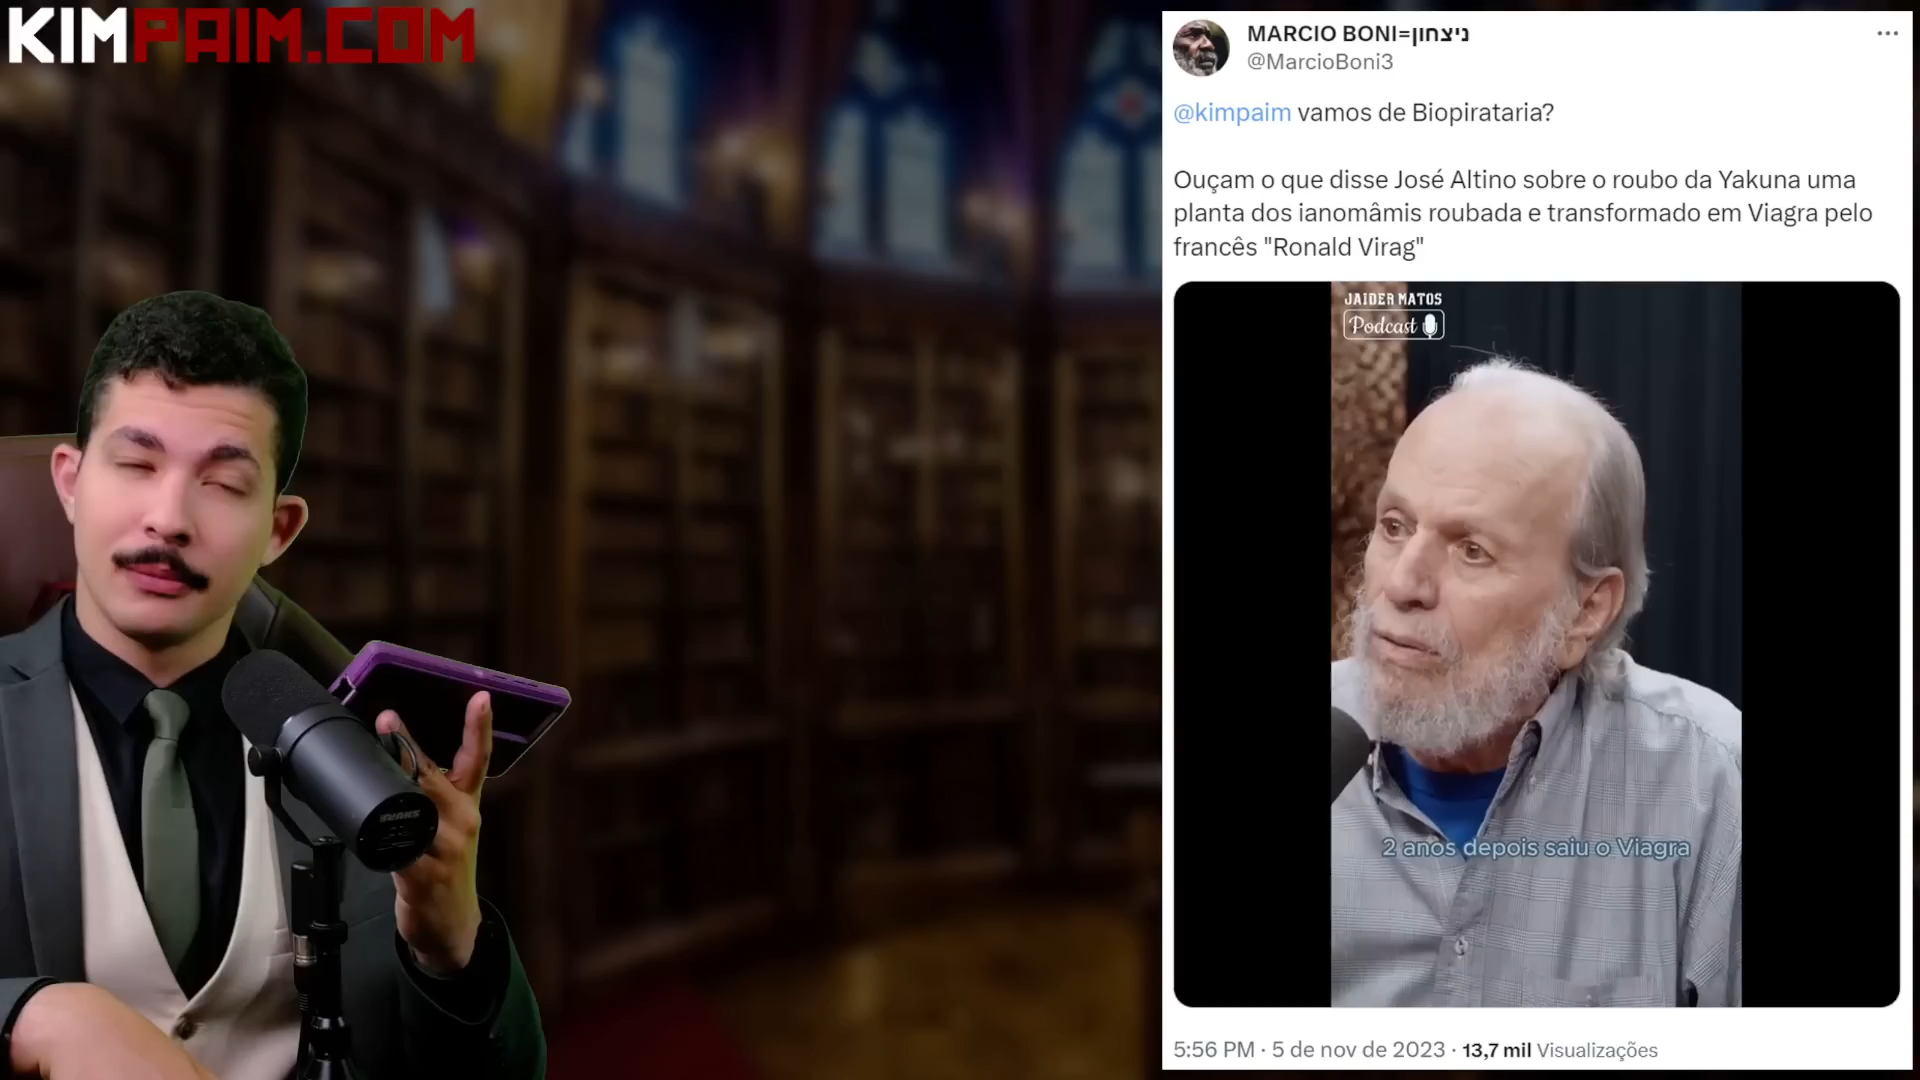 KIMPAIM.COM
MARCIO BONI=ניצחון
@MarcioBoni3
@kimpaim vamos de Biopirataria?
Ouçam o que disse José Altino sobre o roubo da Yakuna uma
planta dos ianomâmis roubada e transformado em Viagra pelo
francês "Ronald Virag"
JAIDER MATOS
Podcast
2 anos depois saiu o Viagra
5:56 PM · 5 de nov de 2023 · 13,7 mil Visualizações